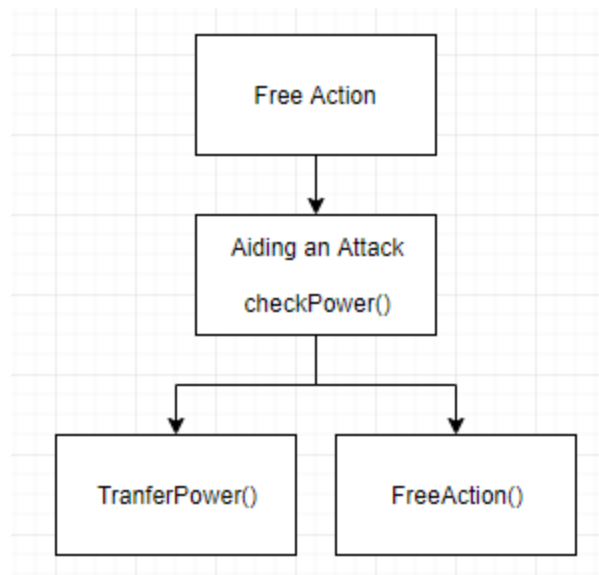 Free Action
Aiding an Attack
checkPower()
TranferPower()
FreeAction()